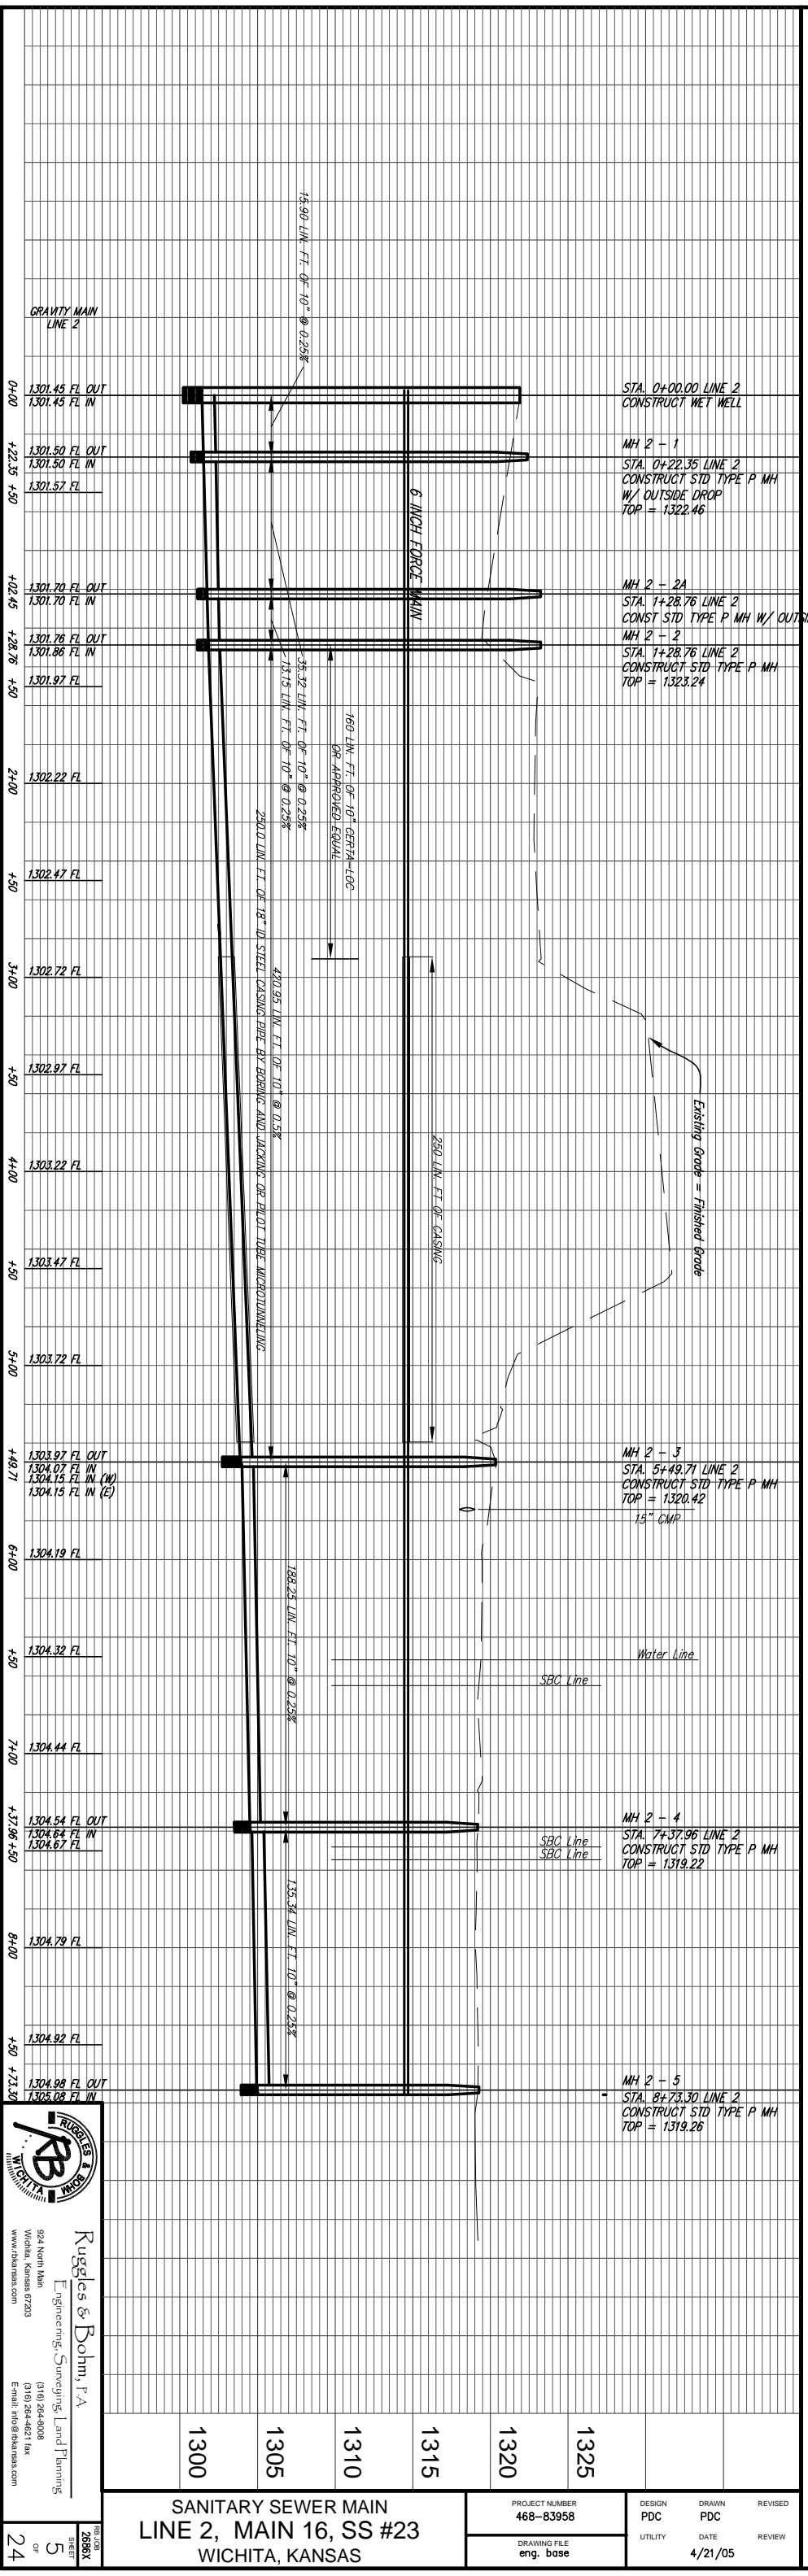 GRAVITY MAIN
LINE 2
0+00
1301.45 FL OUT
1301.45 FL IN
+22.35
1301.50 FL OUT
1301.50 FL IN
+50
1301.57 FL
+02.45
1301.70 FL OUT
1301.70 FL IN
+28.76
1301.76 FL OUT
1301.86 FL IN
+50
1301.97 FL
2+00
1302.22 FL
+50
1302.47 FL
3+00
1302.72 FL
+50
1302.97 FL
4+00
1303.22 FL
+50
1303.47 FL
5+00
1303.72 FL
+49.71
1303.97 FL OUT
1304.07 FL IN
1304.15 FL IN (W)
1304.15 FL IN (E)
6+00
1304.19 FL
+50
1304.32 FL
7+00
1304.44 FL
+37.96
1304.54 FL OUT
1304.64 FL IN
+50
1304.67 FL
8+00
1304.79 FL
+50
1304.92 FL
+73.30
1304.98 FL OUT
1305.08 FL IN
15.90 LIN. FT. OF 10" @ 0.25%
35.32 LIN. FT. OF 10" @ 0.25%
13.15 LIN. FT. OF 10" @ 0.25%
6 INCH FORCE MAIN
160 LIN. FT. OF 10" CERTA-LOC
OR APPROVED EQUAL
420.95 LIN. FT. OF 10" @ 0.5%
250.0 LIN. FT. OF 18" ID STEEL CASING PIPE BY BORING AND JACKING OR PILOT TUBE MICROTUNNELING
250 LIN. FT OF CASING
Existing Grade = Finished Grade
188.25 LIN. FT. 10" @ 0.25%
135.34 LIN. FT. 10" @ 0.25%
STA. 0+00.00 LINE 2
CONSTRUCT WET WELL
MH 2 - 1
STA. 0+22.35 LINE 2
CONSTRUCT STD TYPE P MH
W/ OUTSIDE DROP
TOP = 1322.46
MH 2 - 2A
STA. 1+28.76 LINE 2
CONST STD TYPE P MH W/ OUTSI
MH 2 - 2
STA. 1+28.76 LINE 2
CONSTRUCT STD TYPE P MH
TOP = 1323.24
MH 2 - 3
STA. 5+49.71 LINE 2
CONSTRUCT STD TYPE P MH
TOP = 1320.42
15" CMP
Water Line
SBC Line
MH 2 - 4
STA. 7+37.96 LINE 2
CONSTRUCT STD TYPE P MH
TOP = 1319.22
SBC Line
SBC Line
MH 2 - 5
STA. 8+73.30 LINE 2
CONSTRUCT STD TYPE P MH
TOP = 1319.26
1300
1305
1310
1315
1320
1325
RUGGLES & BOHM
RB
WICHITA
Ruggles & Bohm, P.A.
Engineering, Surveying, Land Planning
924 North Main
Wichita, Kansas 67203
www.rbkansas.com
(316) 264-8008
(316) 264-4621 fax
E-mail: info@rbkansas.com
RB JOB
2686X
SHEET
5
OF
24
SANITARY SEWER MAIN
LINE 2, MAIN 16, SS #23
WICHITA, KANSAS
PROJECT NUMBER
468-83958
DRAWING FILE
eng. base
DESIGN
PDC
DRAWN
PDC
REVISED
UTILITY
DATE
4/21/05
REVIEW